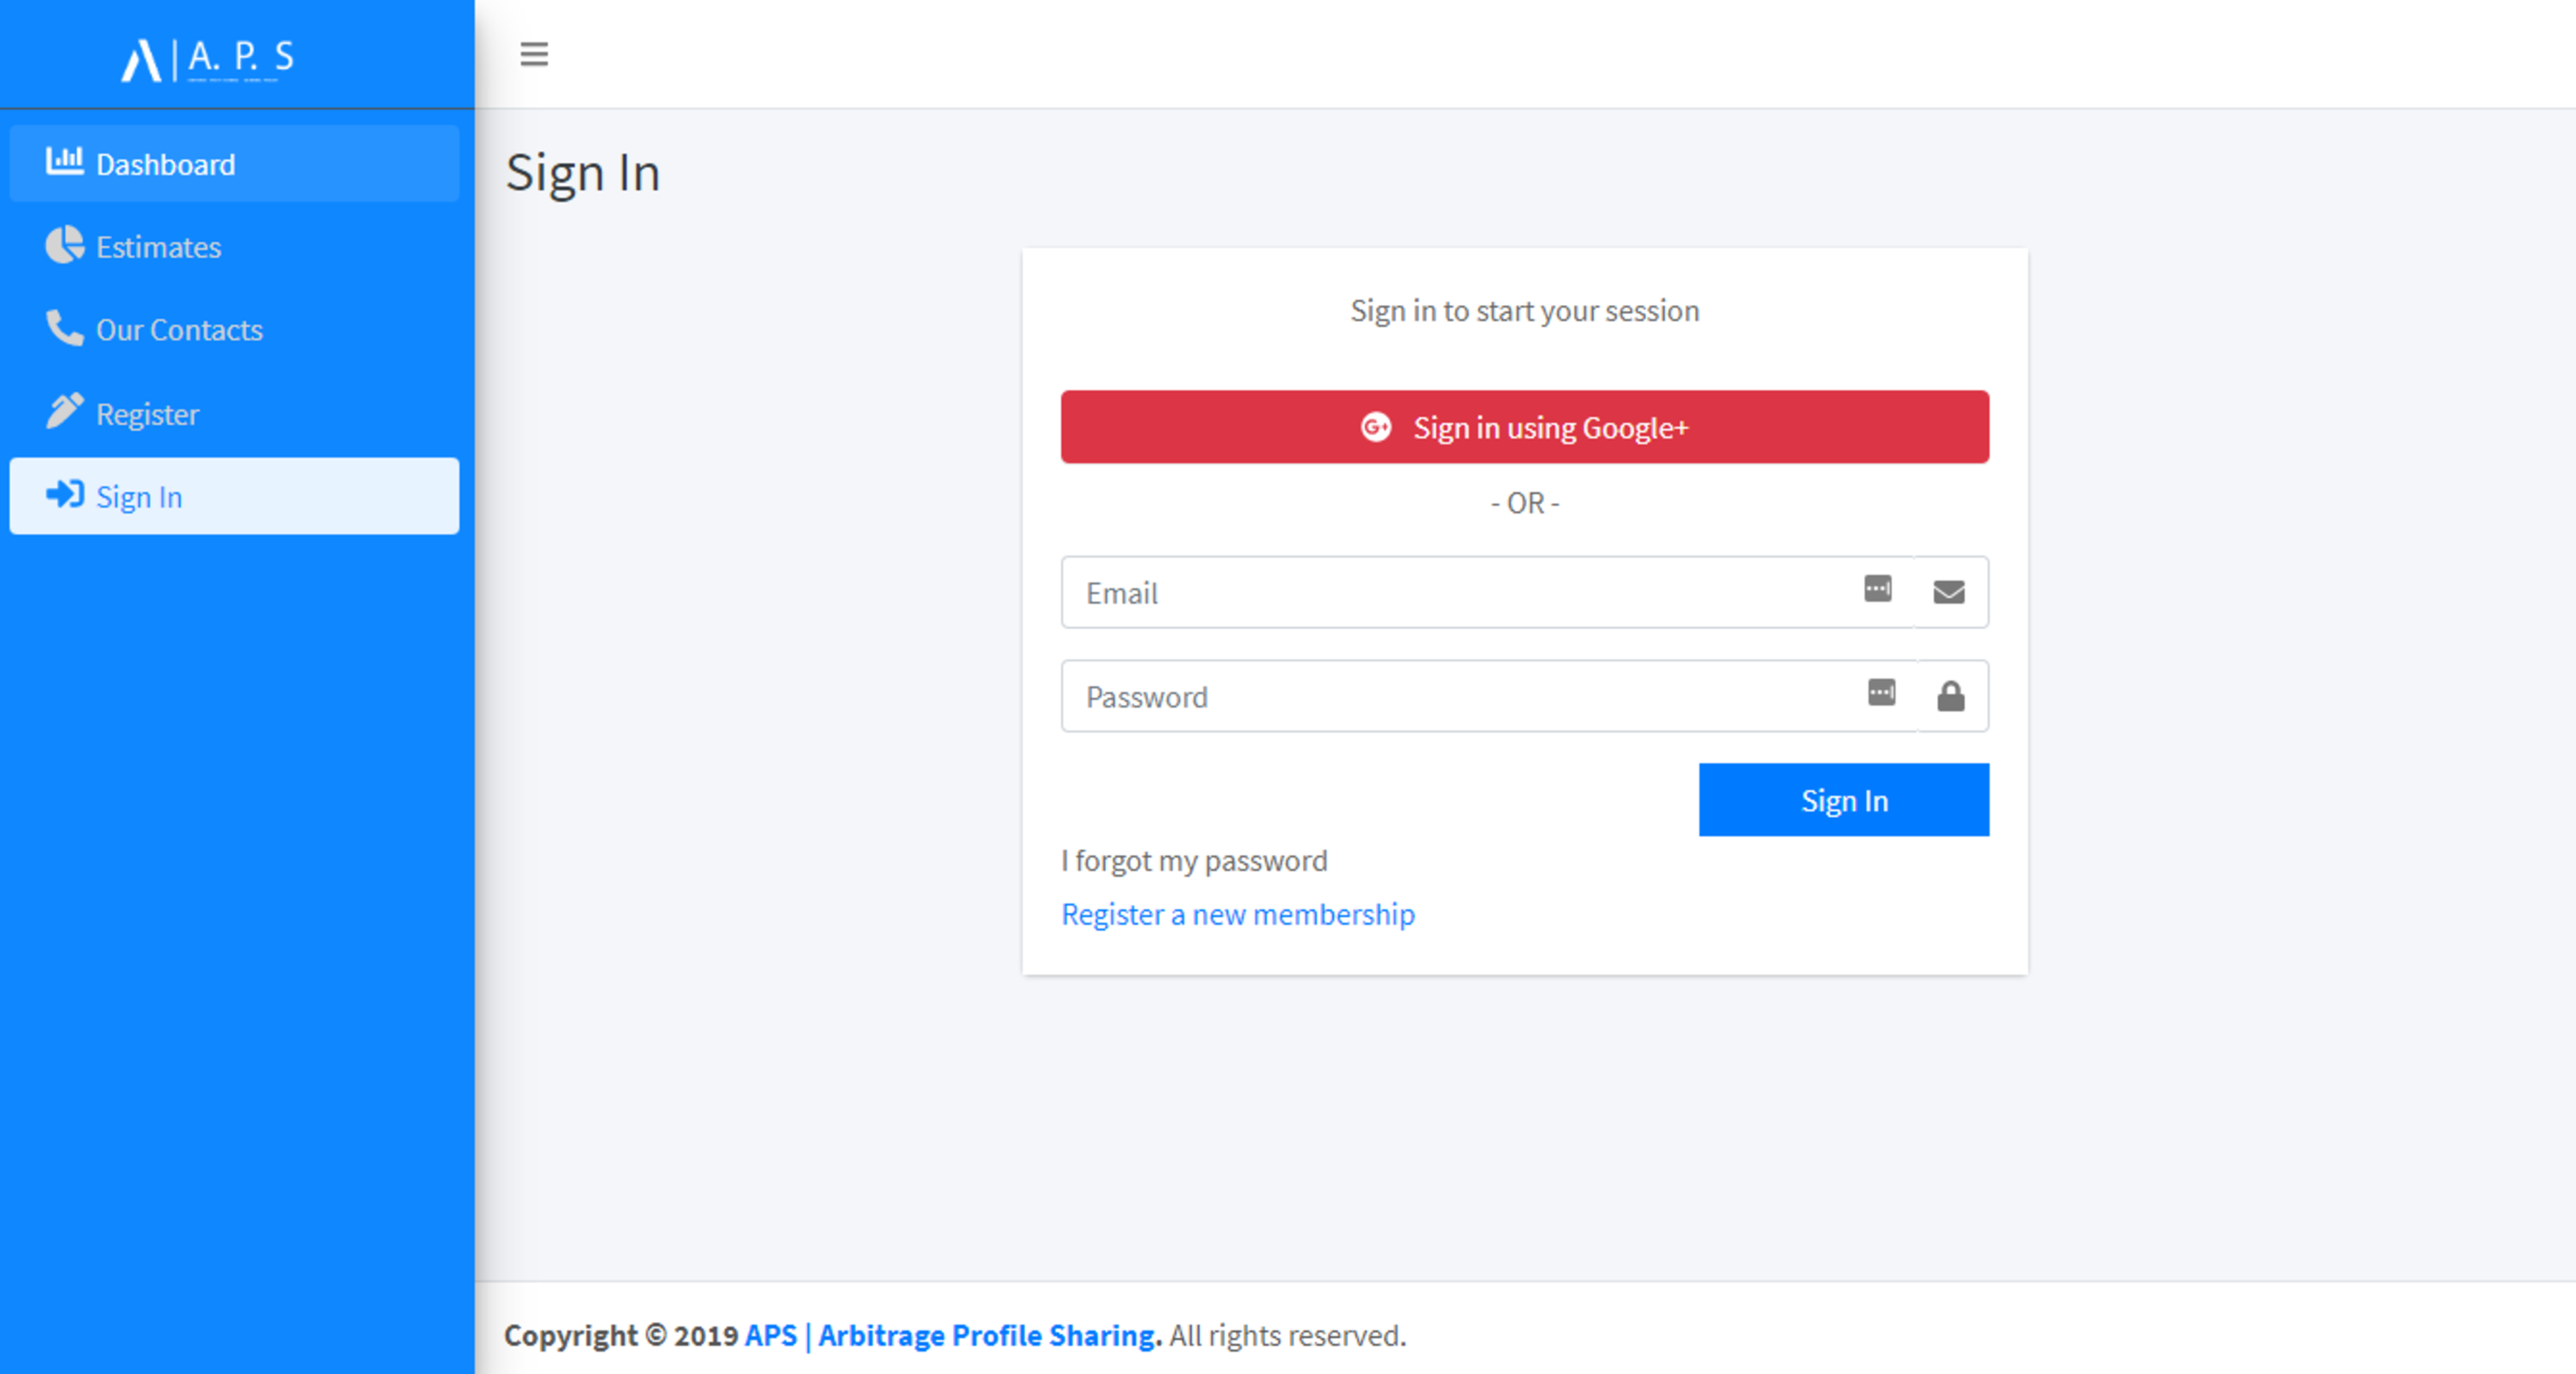 A. P. S
Dashboard
Estimates
Our Contacts
Register
Sign In
Sign In
Sign in to start your session
G+ Sign in using Google+
- OR -
Email
Password
Sign In
I forgot my password
Register a new membership
Copyright © 2019 APS | Arbitrage Profile Sharing. All rights reserved.